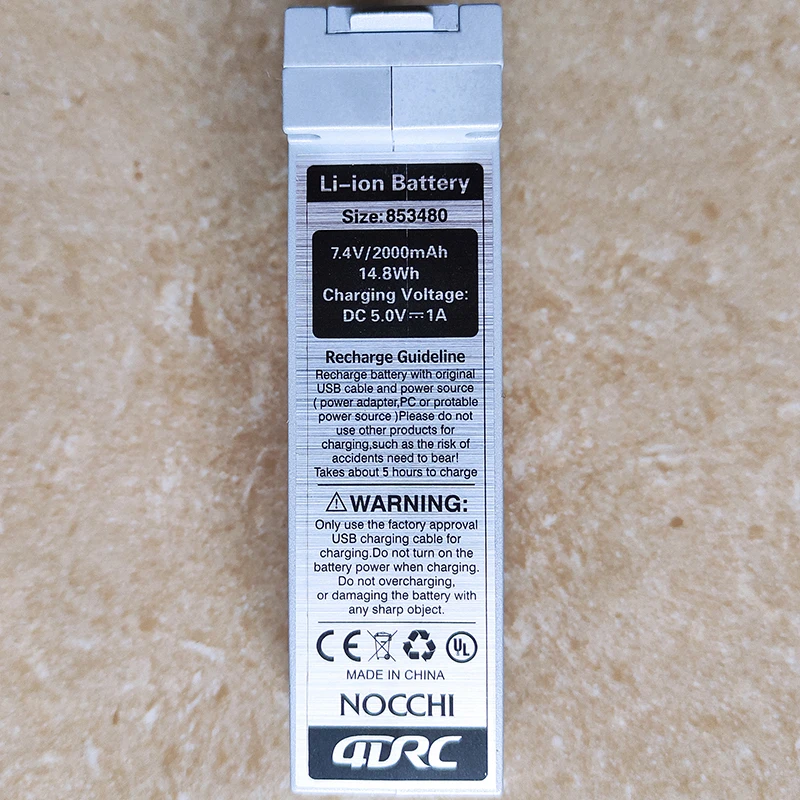 Li-ion Battery
Size:853480
7.4V/2000mAh
14.8Wh
Charging Voltage:
DC 5.0V⎓1A
Recharge Guideline
Recharge battery with original
USB cable and power source
( power adapter,PC or protable
power source )Please do not
use other products for
charging,such as the risk of
accidents need to bear!
Takes about 5 hours to charge
⚠WARNING:
Only use the factory approval
USB charging cable for
charging.Do not turn on the
battery power when charging.
Do not overcharging,
or damaging the battery with
any sharp object.
CE UL
MADE IN CHINA
NOCCHI
4DRC